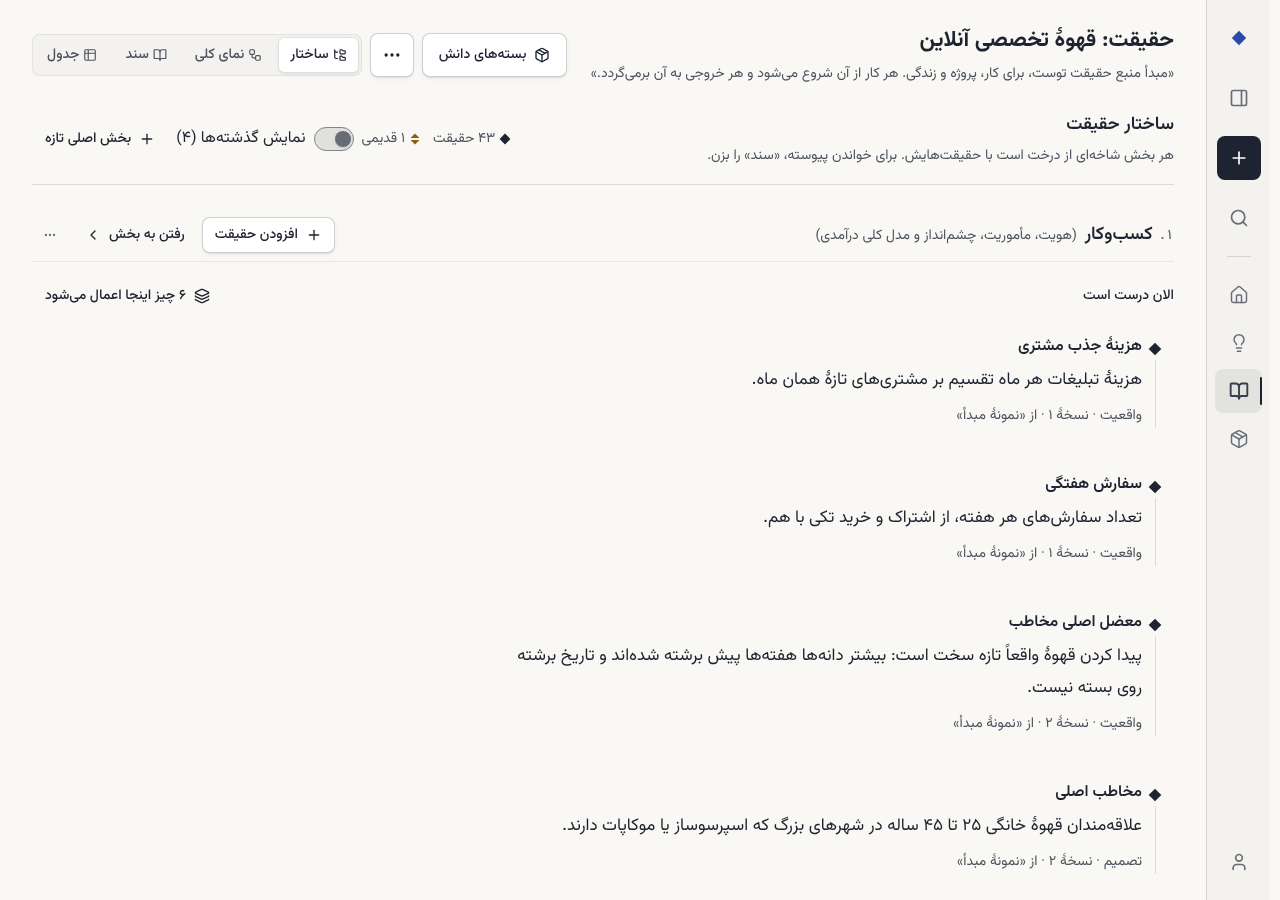 حقیقت: قهوهٔ تخصصی آنلاین
«مبدأ منبع حقیقت توست، برای کار، پروژه و زندگی. هر کار از آن شروع می‌شود و هر خروجی به آن برمی‌گردد.»
بسته‌های دانش
ساختار
نمای کلی
سند
جدول
ساختار حقیقت
هر بخش شاخه‌ای از درخت است با حقیقت‌هایش. برای خواندن پیوسته، «سند» را بزن.
۴۳ حقیقت
۱ قدیمی
نمایش گذشته‌ها (۴)
بخش اصلی تازه
۱. کسب‌وکار (هویت، مأموریت، چشم‌انداز و مدل کلی درآمدی)
افزودن حقیقت
رفتن به بخش
الان درست است
۶ چیز اینجا اعمال می‌شود
هزینهٔ جذب مشتری
هزینهٔ تبلیغات هر ماه تقسیم بر مشتری‌های تازهٔ همان ماه.
واقعیت · نسخهٔ ۱ · از «نمونهٔ مبدأ»
سفارش هفتگی
تعداد سفارش‌های هر هفته، از اشتراک و خرید تکی با هم.
واقعیت · نسخهٔ ۱ · از «نمونهٔ مبدأ»
معضل اصلی مخاطب
پیدا کردن قهوهٔ واقعاً تازه سخت است: بیشتر دانه‌ها هفته‌ها پیش برشته شده‌اند و تاریخ برشته
روی بسته نیست.
واقعیت · نسخهٔ ۲ · از «نمونهٔ مبدأ»
مخاطب اصلی
علاقه‌مندان قهوهٔ خانگی ۲۵ تا ۴۵ ساله در شهرهای بزرگ که اسپرسوساز یا موکاپات دارند.
تصمیم · نسخهٔ ۲ · از «نمونهٔ مبدأ»